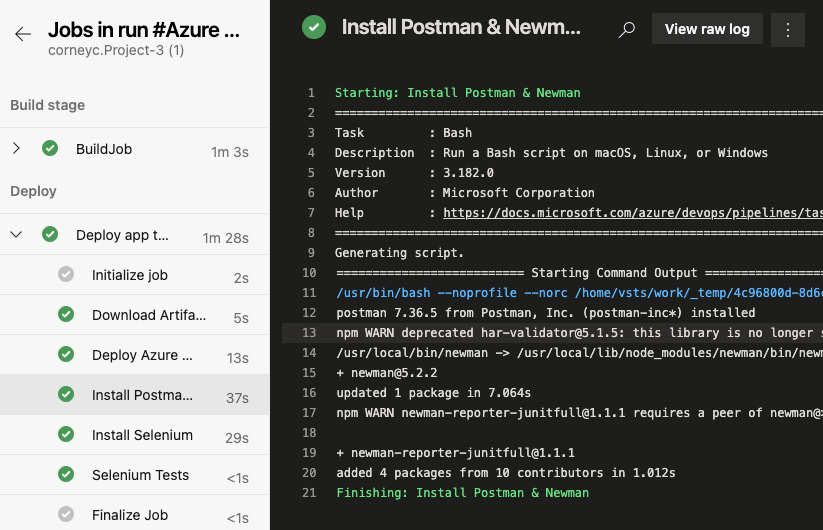 Jobs in run #Azure ...
corneyc.Project-3 (1)
Build stage
BuildJob 1m 3s
Deploy
Deploy app t... 1m 28s
Initialize job 2s
Download Artifa... 5s
Deploy Azure ... 13s
Install Postma... 37s
Install Selenium 29s
Selenium Tests <1s
Finalize Job <1s
Install Postman & Newm...
View raw log
1 Starting: Install Postman & Newman
2 ==============================================================================
3 Task         : Bash
4 Description  : Run a Bash script on macOS, Linux, or Windows
5 Version      : 3.182.0
6 Author       : Microsoft Corporation
7 Help         : https://docs.microsoft.com/azure/devops/pipelines/tas
8 ==============================================================================
9 Generating script.
10 ========================== Starting Command Output ===========================
11 /usr/bin/bash --noprofile --norc /home/vsts/work/_temp/4c96800d-8d6
12 postman 7.36.5 from Postman, Inc. (postman-inc*) installed
13 npm WARN deprecated har-validator@5.1.5: this library is no longer s
14 /usr/local/bin/newman -> /usr/local/lib/node_modules/newman/bin/newm
15 + newman@5.2.2
16 updated 1 package in 7.064s
17 npm WARN newman-reporter-junitfull@1.1.1 requires a peer of newman@>
18
19 + newman-reporter-junitfull@1.1.1
20 added 4 packages from 10 contributors in 1.012s
21 Finishing: Install Postman & Newman